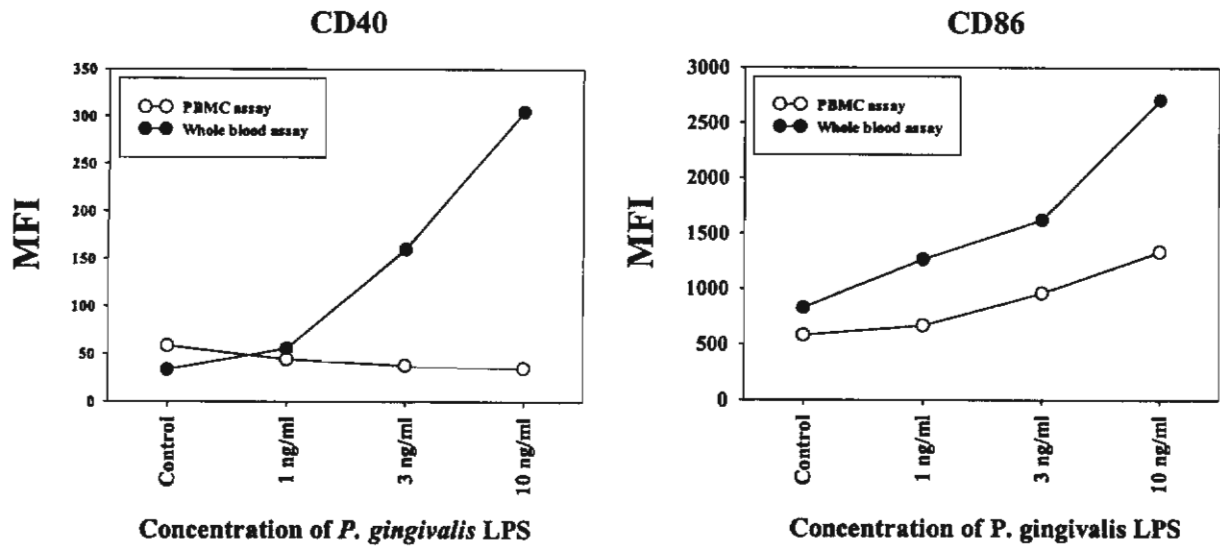 CD40
350
300
250
200
150
100
50
0
MFI
PBMC assay
Whole blood assay
Control
1 ng/ml
3 ng/ml
10 ng/ml
Concentration of P. gingivalis LPS
CD86
3000
2500
2000
1500
1000
500
0
MFI
PBMC assay
Whole blood assay
Control
1 ng/ml
3 ng/ml
10 ng/ml
Concentration of P. gingivalis LPS